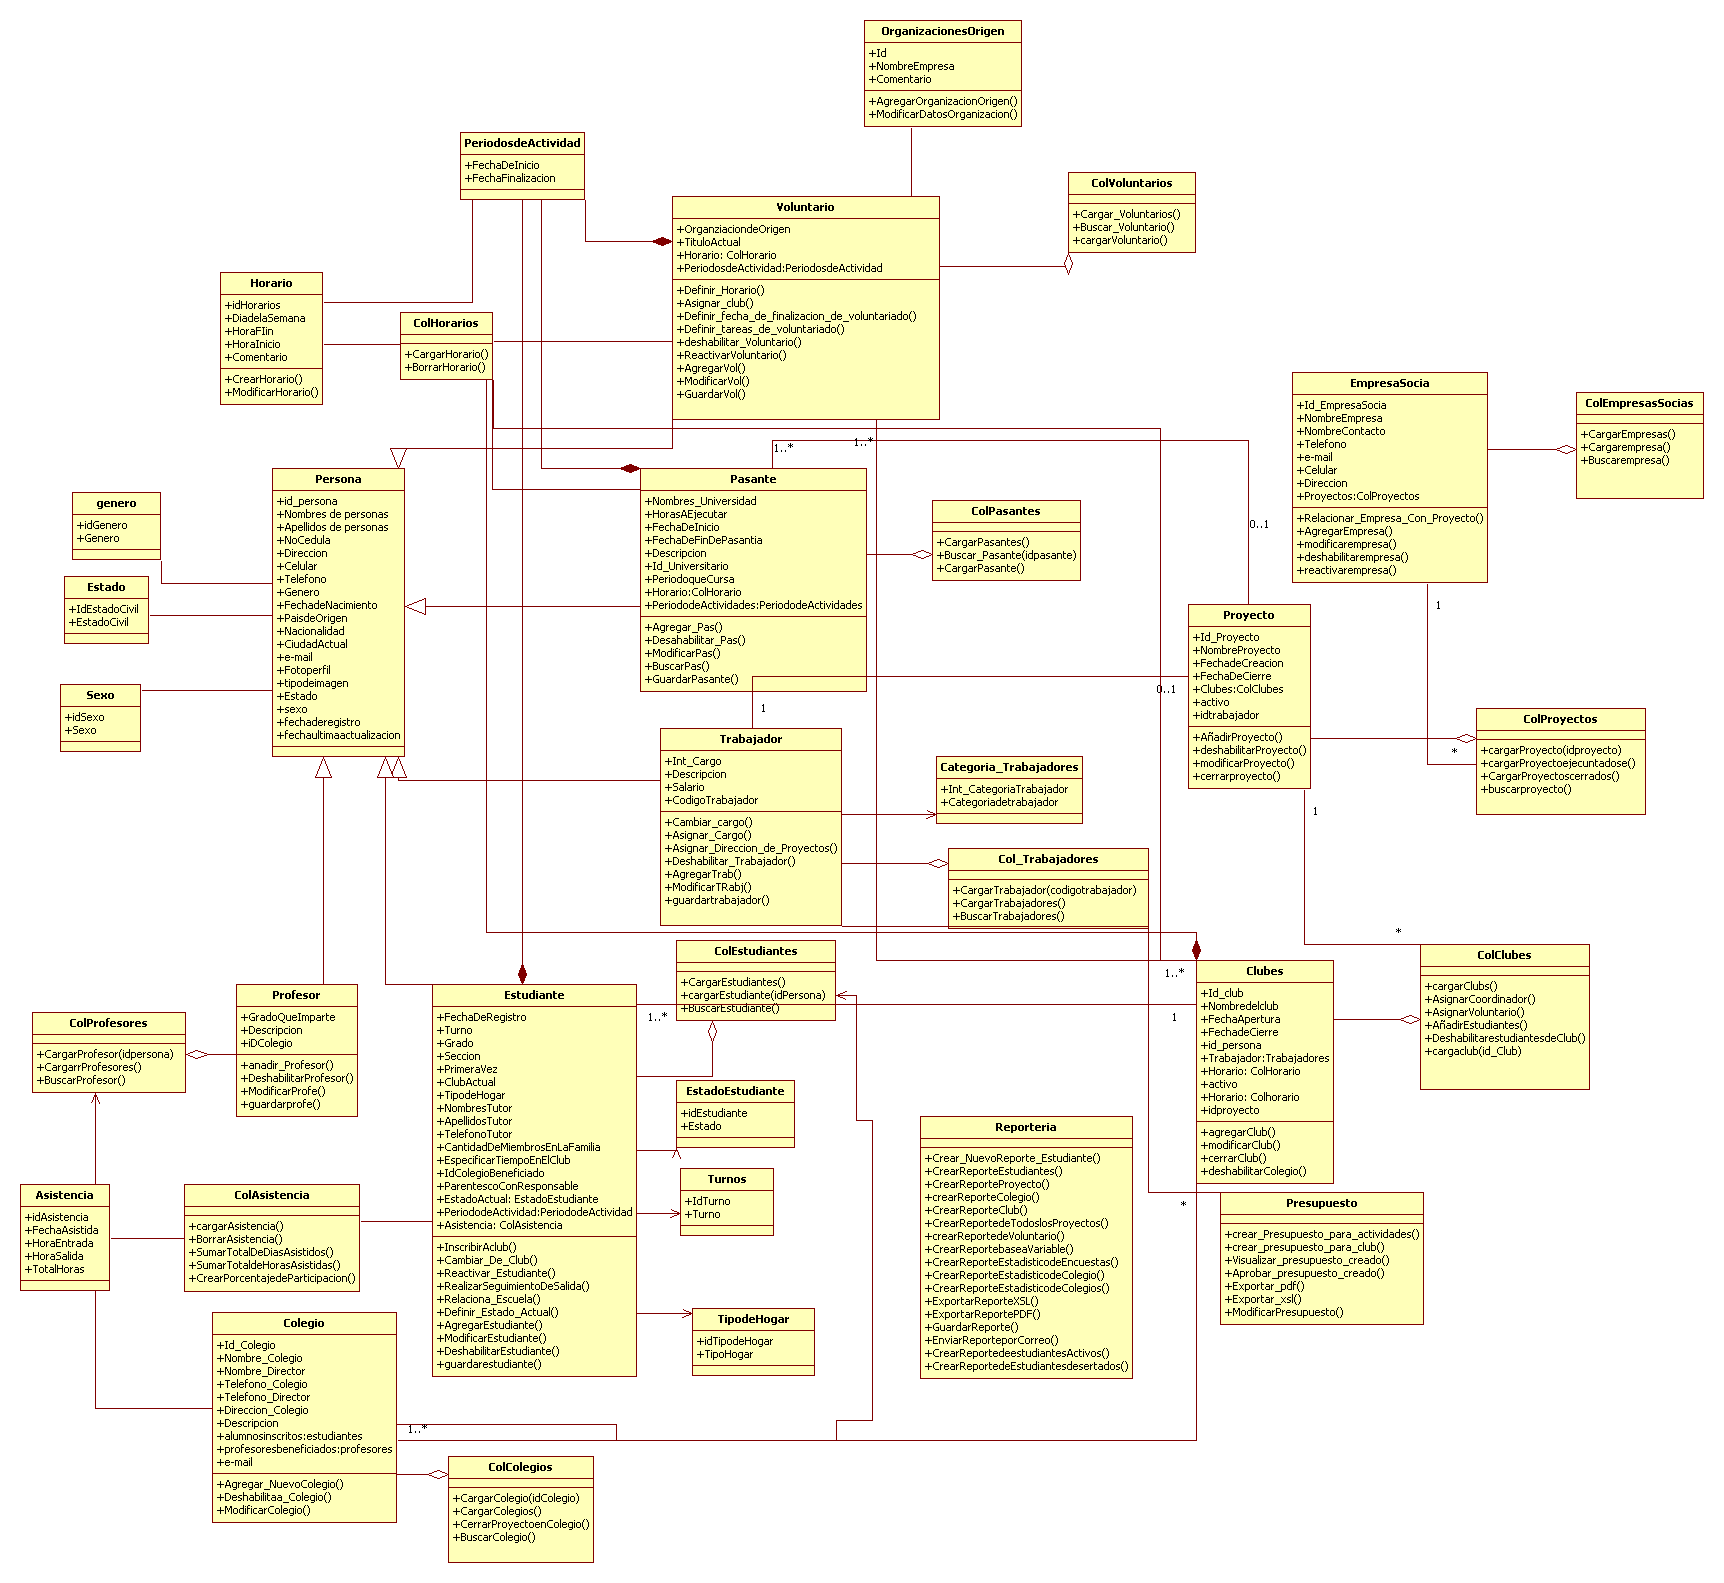 OrganizacionesOrigen
+Id
+NombreEmpresa
+Comentario
+AgregarOrganizacionOrigen()
+ModificarDatosOrganizacion()
PeriodosdeActividad
+FechaDeInicio
+FechaFinalizacion
ColVoluntarios
+Cargar_Voluntarios()
+Buscar_Voluntario()
+cargarVoluntario()
Voluntario
+OrganziaciondeOrigen
+TituloActual
+Horario: ColHorario
+PeriodosdeActividad:PeriodosdeActividad
+Definir_Horario()
+Asignar_club()
+Definir_fecha_de_finalizacion_de_voluntariado()
+Definir_tareas_de_voluntariado()
+deshabilitar_Voluntario()
+ReactivarVoluntario()
+AgregarVol()
+ModificarVol()
+GuardarVol()
Horario
+idHorarios
+DiadelaSemana
+HoraFIin
+HoraInicio
+Comentario
+CrearHorario()
+ModificarHorario()
ColHorarios
+CargarHorario()
+BorrarHorario()
EmpresaSocia
+Id_EmpresaSocia
+NombreEmpresa
+NombreContacto
+Telefono
+e-mail
+Celular
+Direccion
+Proyectos:ColProyectos
+Relacionar_Empresa_Con_Proyecto()
+AgregarEmpresa()
+modificarempresa()
+deshabilitarempresa()
+reactivarempresa()
ColEmpresasSocias
+CargarEmpresas()
+Cargarempresa()
+Buscarempresa()
1..*
1..*
0..1
1
Persona
+id_persona
+Nombres de personas
+Apellidos de personas
+NoCedula
+Direccion
+Celular
+Telefono
+Genero
+FechadeNacimiento
+PaisdeOrigen
+Nacionalidad
+CiudadActual
+e-mail
+Fotoperfil
+tipodeimagen
+Estado
+sexo
+fechaderegistro
+fechaultimaactualizacion
genero
+idGenero
+Genero
Estado
+IdEstadoCivil
+EstadoCivil
Sexo
+idSexo
+Sexo
Pasante
+Nombres_Universidad
+HorasAEjecutar
+FechaDeInicio
+FechaDeFinDePasantia
+Descripcion
+Id_Universitario
+PeriodoqueCursa
+Horario:ColHorario
+PeriododeActividades:PeriododeActividades
+Agregar_Pas()
+Desahabilitar_Pas()
+ModificarPas()
+BuscarPas()
+GuardarPasante()
ColPasantes
+CargarPasantes()
+Buscar_Pasante(idpasante)
+CargarPasante()
Proyecto
+Id_Proyecto
+NombreProyecto
+FechadeCreacion
+FechaDeCierre
+Clubes:ColClubes
+activo
+idtrabajador
+AñadirProyecto()
+deshabilitarProyecto()
+modificarProyecto()
+cerrarproyecto()
0..1
1
*
1
*
ColProyectos
+cargarProyecto(idproyecto)
+cargarProyectoejecuntadose()
+CargarProyectoscerrados()
+buscarproyecto()
Trabajador
+Int_Cargo
+Descripcion
+Salario
+CodigoTrabajador
+Cambiar_cargo()
+Asignar_Cargo()
+Asignar_Direccion_de_Proyectos()
+Deshabilitar_Trabajador()
+AgregarTrab()
+ModificarTRabj()
+guardartrabajador()
Categoria_Trabajadores
+Int_CategoriaTrabajador
+Categoriadetrabajador
Col_Trabajadores
+CargarTrabajador(codigotrabajador)
+CargarTrabajadores()
+BuscarTrabajadores()
ColEstudiantes
+CargarEstudiantes()
+cargarEstudiante(idPersona)
+BuscarEstudiante()
1..*
1
1..*
Clubes
+Id_club
+Nombredelclub
+FechaApertura
+FechadeCierre
+id_persona
+Trabajador:Trabajadores
+Horario: ColHorario
+activo
+Horario: Colhorario
+idproyecto
+agregarClub()
+modificarClub()
+cerrarClub()
+deshabilitarColegio()
*
ColClubes
+cargarClubs()
+AsignarCoordinador()
+AsignarVoluntario()
+AñadirEstudiantes()
+DeshabilitarestudiantesdeClub()
+cargaclub(id_Club)
Profesor
+GradoQueImparte
+Descripcion
+iDColegio
+anadir_Profesor()
+DeshabilitarProfesor()
+ModificarProfe()
+guardarprofe()
ColProfesores
+CargarProfesor(idpersona)
+CargarrProfesores()
+BuscarProfesor()
Estudiante
+FechaDeRegistro
+Turno
+Grado
+Seccion
+PrimeraVez
+ClubActual
+TipodeHogar
+NombresTutor
+ApellidosTutor
+TelefonoTutor
+CantidadDeMiembrosEnLaFamilia
+EspecificarTiempoEnElClub
+IdColegioBeneficiado
+ParentescoConResponsable
+EstadoActual: EstadoEstudiante
+PeriododeActividad:PeriododeActividad
+Asistencia: ColAsistencia
+InscribirAclub()
+Cambiar_De_Club()
+Reactivar_Estudiante()
+RealizarSeguimientoDeSalida()
+Relaciona_Escuela()
+Definir_Estado_Actual()
+AgregarEstudiante()
+ModificarEstudiante()
+DeshabilitarEstudiante()
+guardarestudiante()
EstadoEstudiante
+idEstudiante
+Estado
Turnos
+IdTurno
+Turno
TipodeHogar
+idTipodeHogar
+TipoHogar
Reporteria
+Crear_NuevoReporte_Estudiante()
+CrearReporteEstudiantes()
+CrearReporteProyecto()
+crearReporteColegio()
+CrearReporteClub()
+CrearReportedeTodoslosProyectos()
+crearReportedeVoluntario()
+CrearReportebaseaVariable()
+CrearReporteEstadisticodeEncuestas()
+CrearReporteEstadisticodeColegio()
+CrearReporteEstadisticodeColegios()
+ExportarReporteXSL()
+ExportarReportePDF()
+GuardarReporte()
+EnviarReporteporCorreo()
+CrearReportedeestudiantesActivos()
+CrearReportedeEstudiantesdesertados()
Presupuesto
+crear_Presupuesto_para_actividades()
+crear_presupuesto_para_club()
+Visualizar_presupuesto_creado()
+Aprobar_presupuesto_creado()
+Exportar_pdf()
+Exportar_xsl()
+ModificarPresupuesto()
Asistencia
+idAsistencia
+FechaAsistida
+HoraEntrada
+HoraSalida
+TotalHoras
ColAsistencia
+cargarAsistencia()
+BorrarAsistencia()
+SumarTotalDeDiasAsistidos()
+SumarTotaldeHorasAsistidas()
+CrearPorcentajedeParticipacion()
Colegio
+Id_Colegio
+Nombre_Colegio
+Nombre_Director
+Telefono_Colegio
+Telefono_Director
+Direccion_Colegio
+Descripcion
+alumnosinscritos:estudiantes
+profesoresbeneficiados:profesores
+e-mail
+Agregar_NuevoColegio()
+Deshabilitaa_Colegio()
+ModificarColegio()
1..*
ColColegios
+CargarColegio(idColegio)
+CargarColegios()
+CerrarProyectoenColegio()
+BuscarColegio()